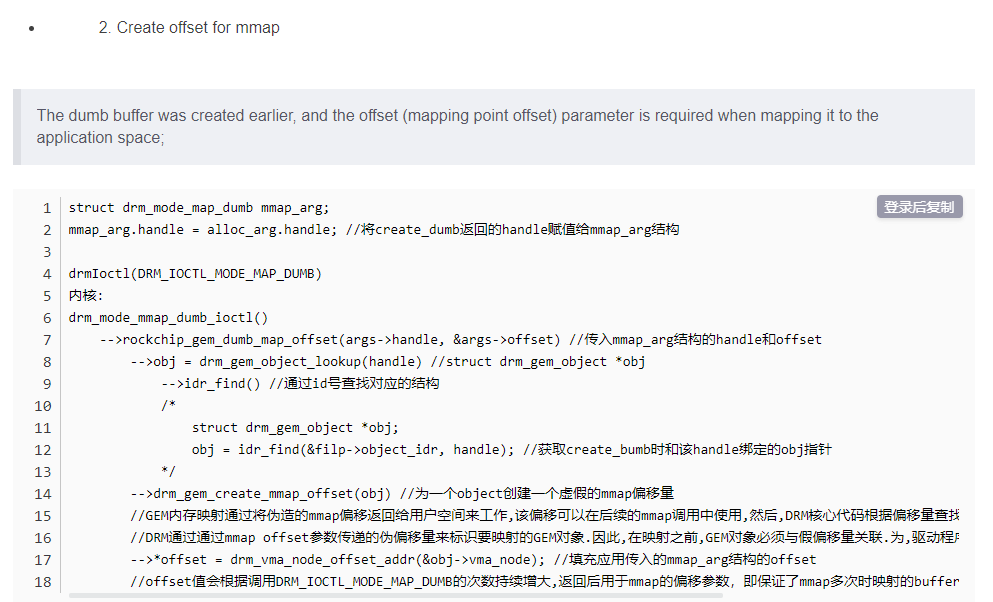 2. Create offset for mmap
The dumb buffer was created earlier, and the offset (mapping point offset) parameter is required when mapping it to the
application space;
登录后复制
1 struct drm_mode_map_dumb mmap_arg;
2 mmap_arg.handle = alloc_arg.handle; //将create_dumb返回的handle赋值给mmap_arg结构
3
4 drmIoctl(DRM_IOCTL_MODE_MAP_DUMB)
5 内核:
6 drm_mode_mmap_dumb_ioctl()
7 -->rockchip_gem_dumb_map_offset(args->handle, &args->offset) //传入mmap_arg结构的handle和offset
8 -->obj = drm_gem_object_lookup(handle) //struct drm_gem_object *obj
9 -->idr_find() //通过id号查找对应的结构
10 /*
11 struct drm_gem_object *obj;
12 obj = idr_find(&filp->object_idr, handle); //获取create_bumb时和该handle绑定的obj指针
13 */
14 -->drm_gem_create_mmap_offset(obj) //为一个object创建一个虚假的mmap偏移量
15 //GEM内存映射通过将伪造的mmap偏移返回给用户空间来工作,该偏移可以在后续的mmap调用中使用,然后,DRM核心代码根据偏移量查找
16 //DRM通过通过mmap offset参数传递的伪偏移量来标识要映射的GEM对象.因此,在映射之前,GEM对象必须与假偏移量关联.为,驱动程
17 -->*offset = drm_vma_node_offset_addr(&obj->vma_node); //填充应用传入的mmap_arg结构的offset
18 //offset值会根据调用DRM_IOCTL_MODE_MAP_DUMB的次数持续增大,返回后用于mmap的偏移参数, 即保证了mmap多次时映射的buffer